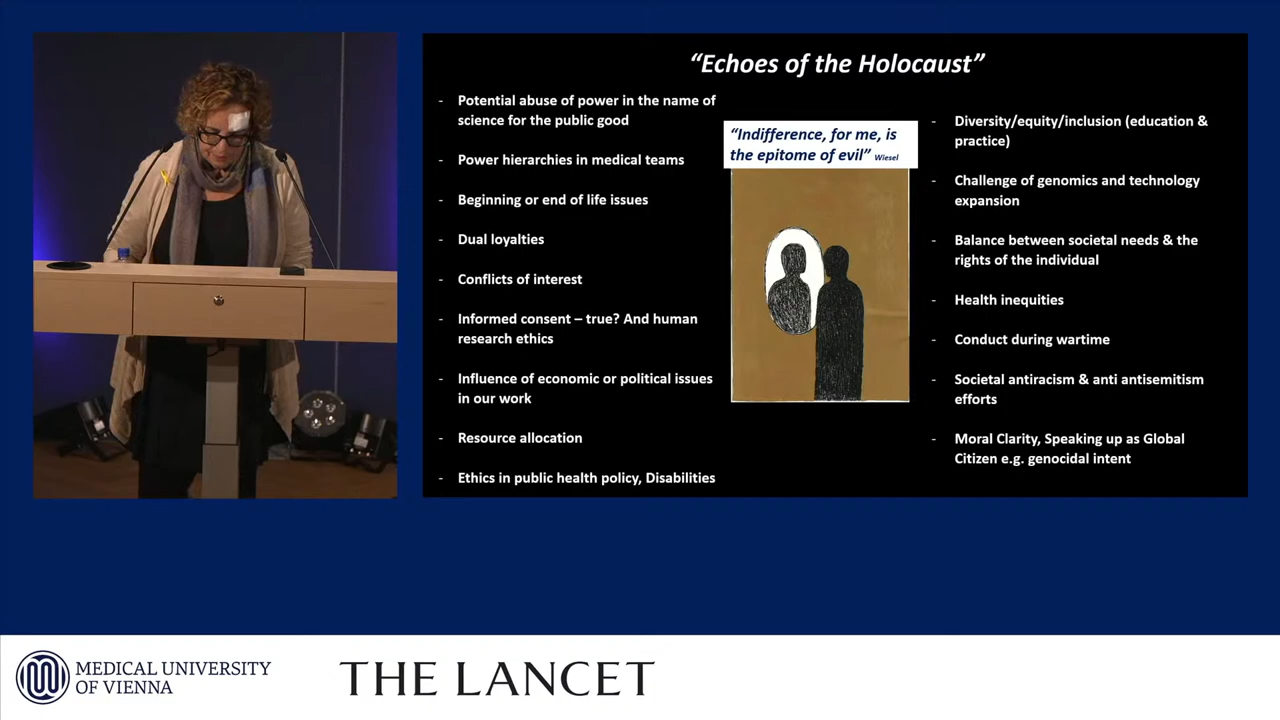 “Echoes of the Holocaust”
- Potential abuse of power in the name of
science for the public good
- Power hierarchies in medical teams
- Beginning or end of life issues
- Dual loyalties
- Conflicts of interest
- Informed consent – true? And human
research ethics
- Influence of economic or political issues
in our work
- Resource allocation
- Ethics in public health policy, Disabilities
“Indifference, for me, is
the epitome of evil” Wiesel
- Diversity/equity/inclusion (education &
practice)
- Challenge of genomics and technology
expansion
- Balance between societal needs & the
rights of the individual
- Health inequities
- Conduct during wartime
- Societal antiracism & anti antisemitism
efforts
- Moral Clarity, Speaking up as Global
Citizen e.g. genocidal intent
MEDICAL UNIVERSITY
OF VIENNA
THE LANCET